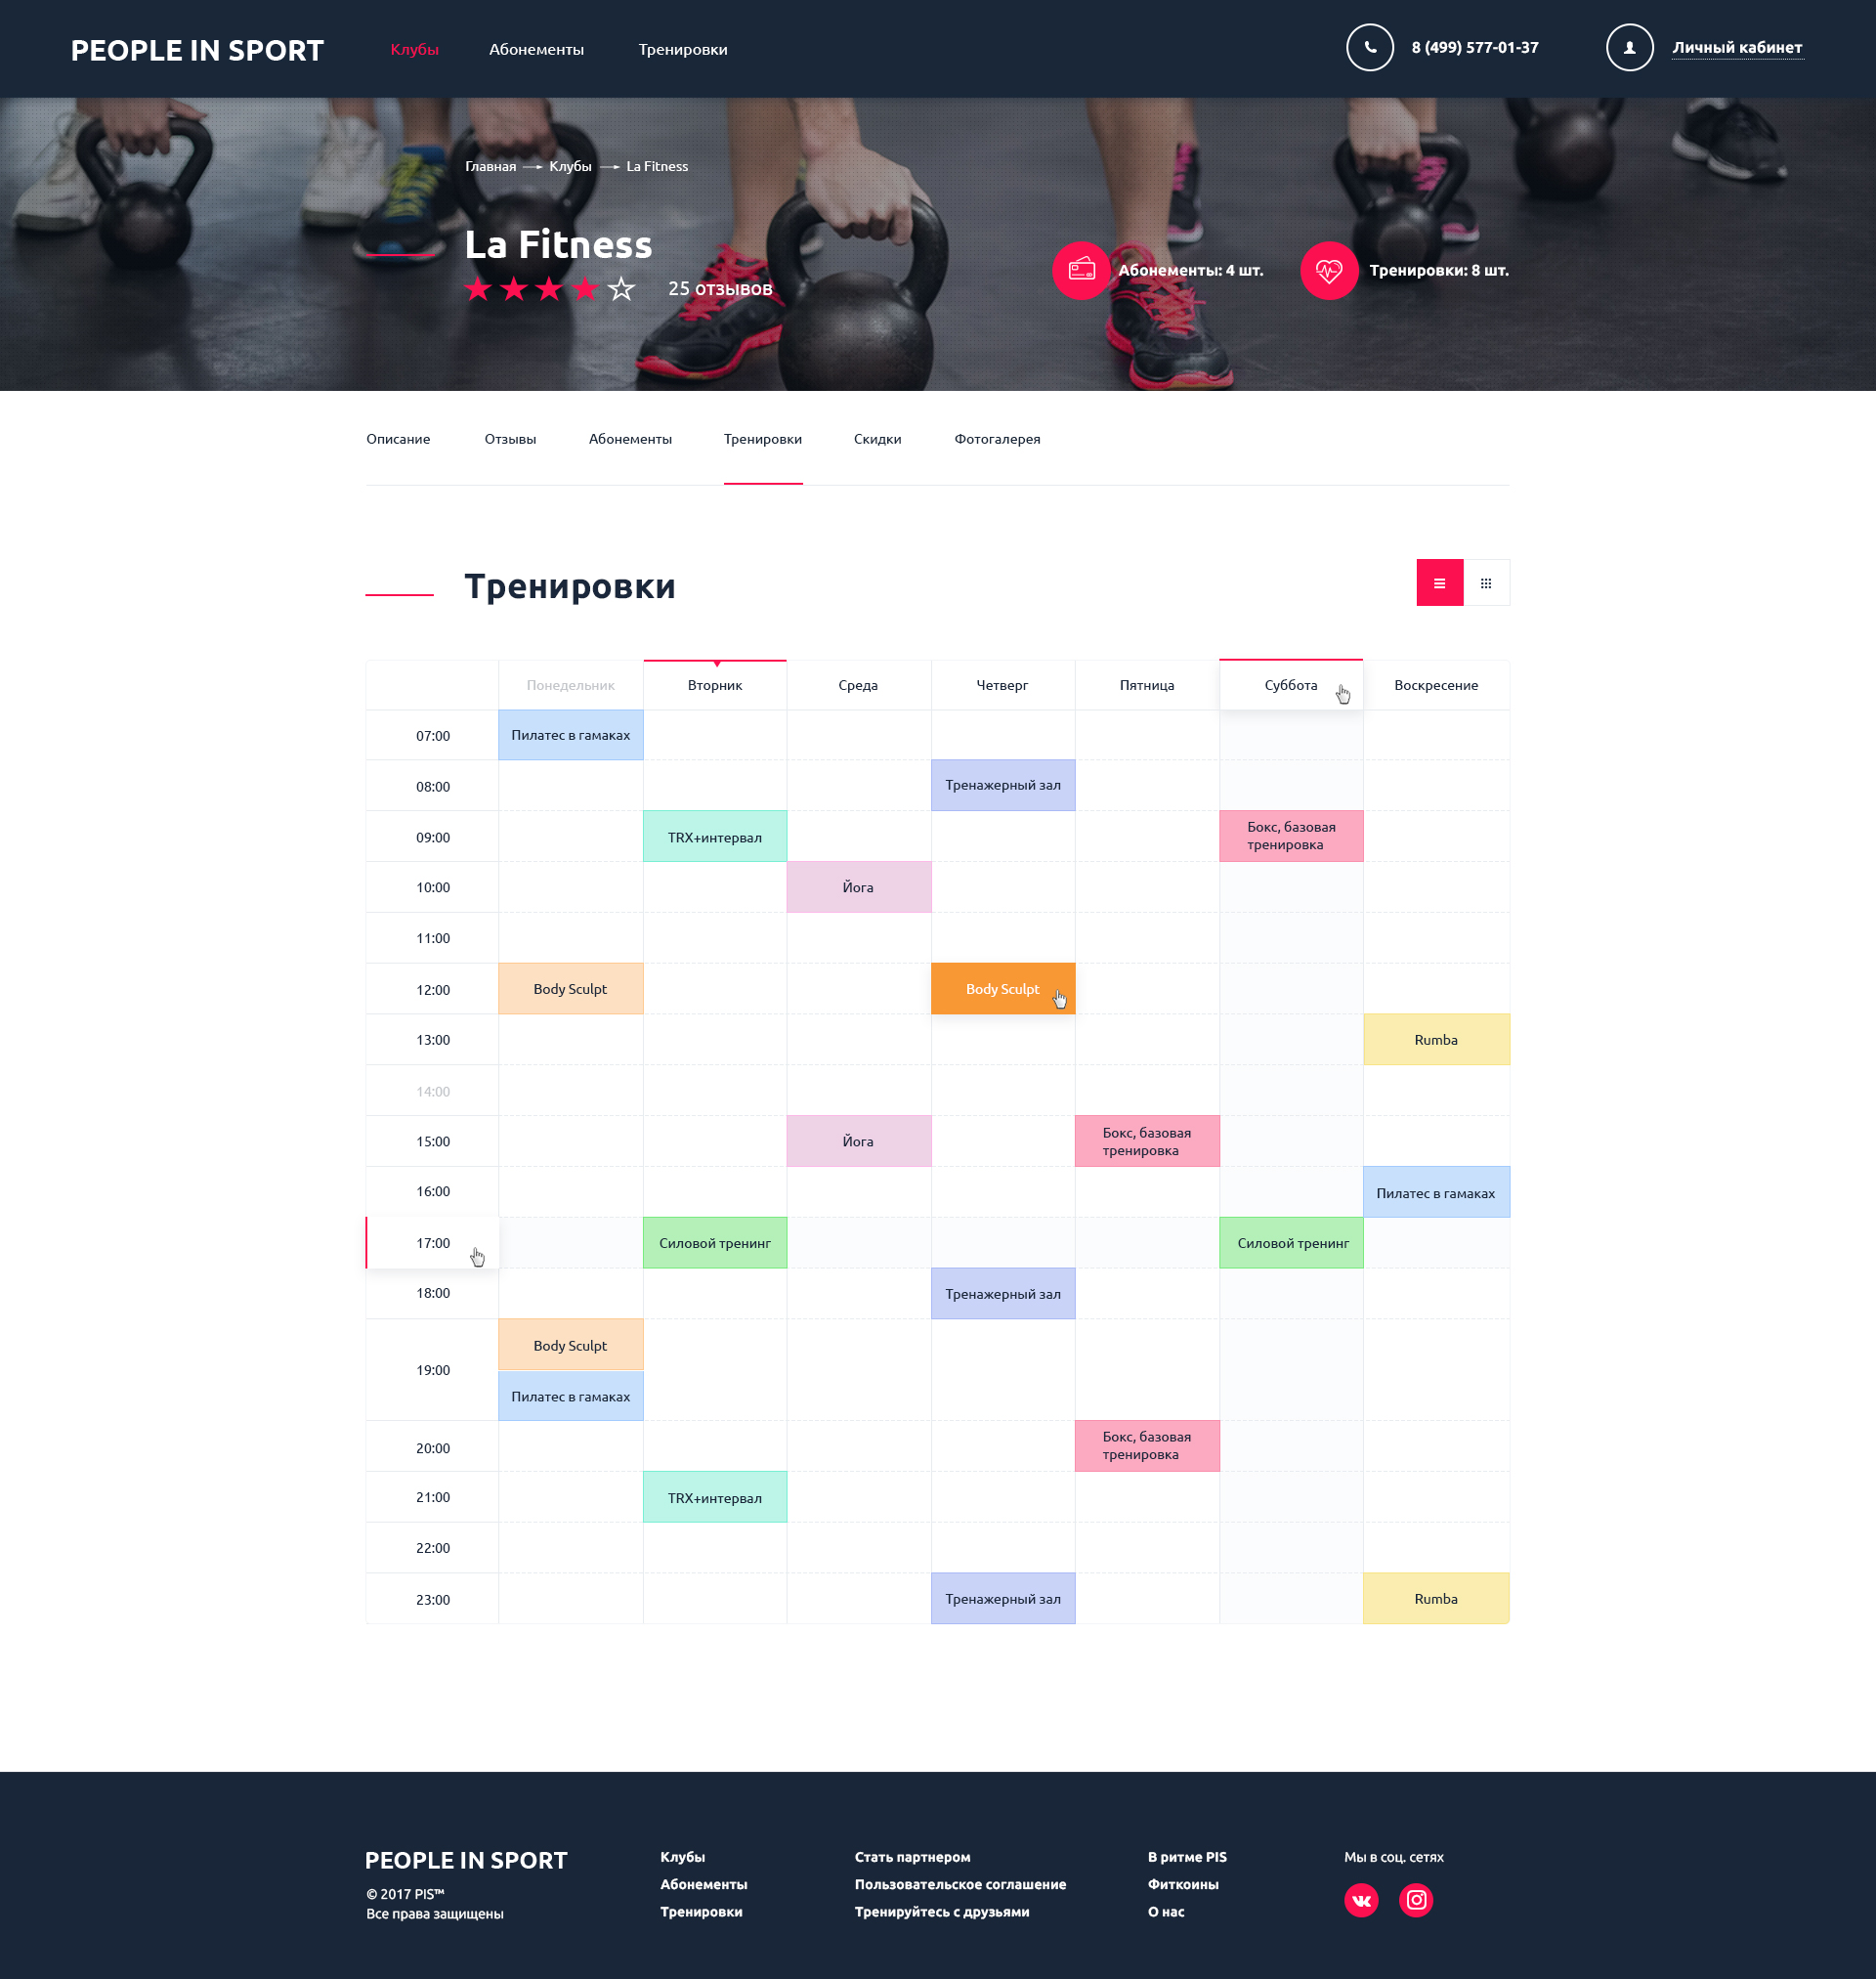 PEOPLE IN SPORT
Клубы
Абонементы
Тренировки
8 (499) 577-01-37
Личный кабинет
Главная
Клубы
La Fitness
La Fitness
25 отзывов
Абонементы: 4 шт.
Тренировки: 8 шт.
Описание
Отзывы
Абонементы
Тренировки
Скидки
Фотогалерея
Тренировки
Понедельник
Вторник
Среда
Четверг
Пятница
Суббота
Воскресение
07:00
Пилатес в гамаках
08:00
Тренажерный зал
09:00
TRX+интервал
Бокс, базовая
тренировка
10:00
Йога
11:00
12:00
Body Sculpt
Body Sculpt
13:00
Rumba
14:00
15:00
Йога
Бокс, базовая
тренировка
16:00
Пилатес в гамаках
17:00
Силовой тренинг
Силовой тренинг
18:00
Тренажерный зал
19:00
Body Sculpt
Пилатес в гамаках
20:00
Бокс, базовая
тренировка
21:00
TRX+интервал
22:00
23:00
Тренажерный зал
Rumba
PEOPLE IN SPORT
© 2017 PIS™
Все права защищены
Клубы
Абонементы
Тренировки
Стать партнером
Пользовательское соглашение
Тренируйтесь с друзьями
В ритме PIS
Фиткоины
О нас
Мы в соц. сетях